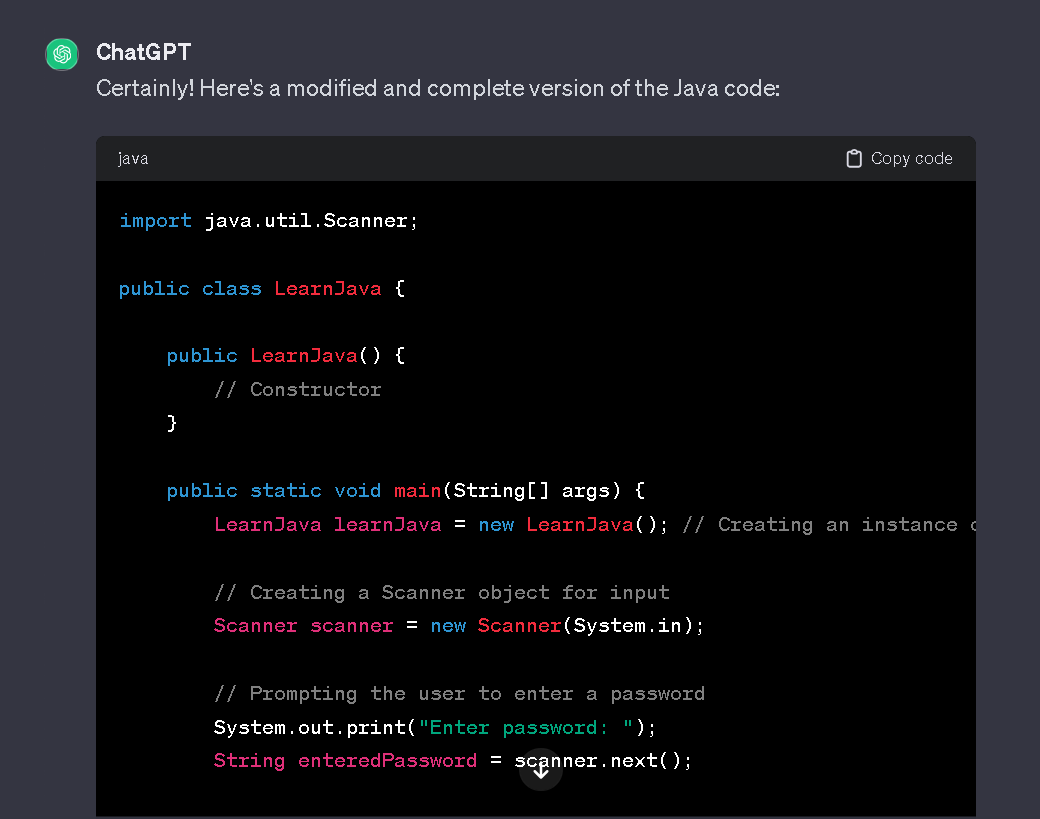 ChatGPT
Certainly! Here's a modified and complete version of the Java code:
java
Copy code
import java.util.Scanner;
public class LearnJava {
public LearnJava() {
// Constructor
}
public static void main(String[] args) {
LearnJava learnJava = new LearnJava(); // Creating an instance
// Creating a Scanner object for input
Scanner scanner = new Scanner(System.in);
// Prompting the user to enter a password
System.out.print("Enter password: ");
String enteredPassword = scanner.next();